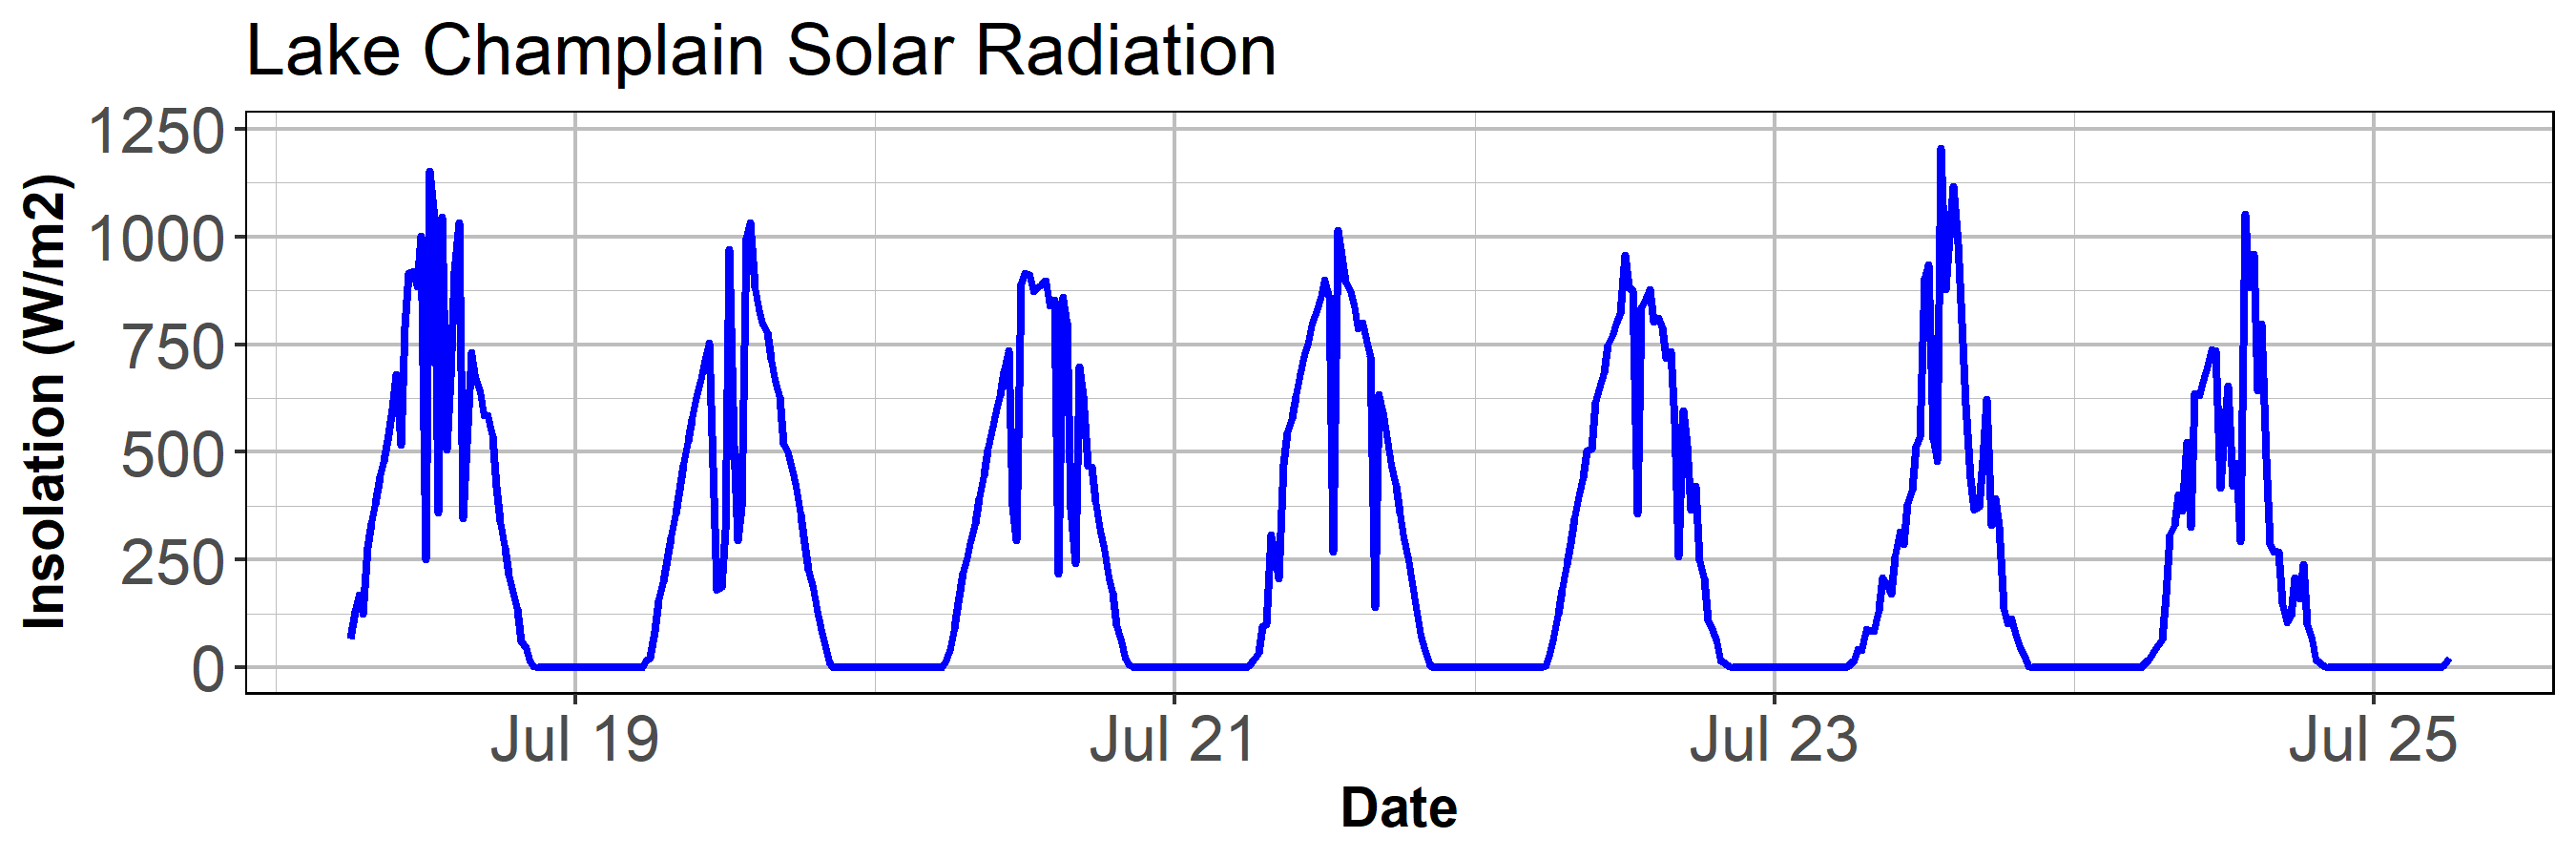 Lake Champlain Solar Radiation
1250
1000
750
500
250
0
Insolation (W/m2)
Jul 19 Jul 21 Jul 23 Jul 25
Date